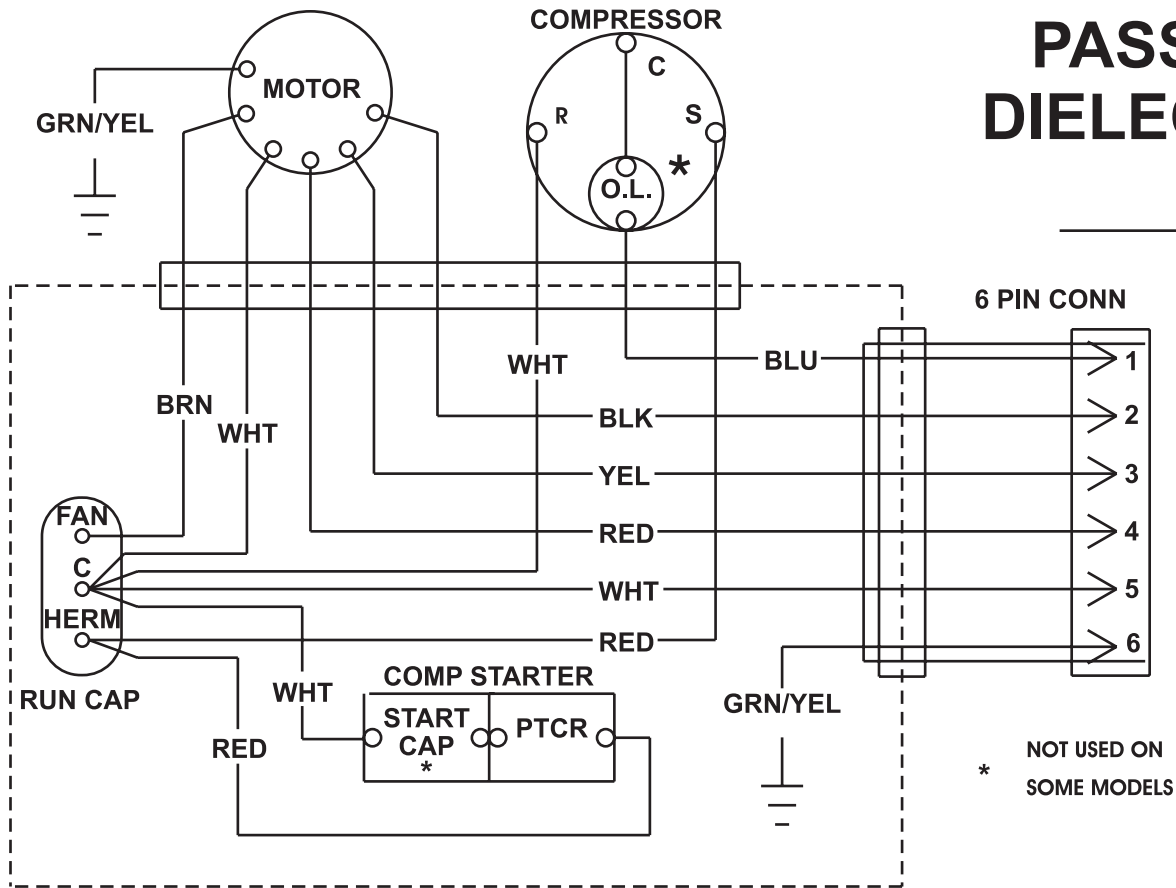 COMPRESSOR
PASS
DIELEC
MOTOR
C
R
S
GRN/YEL
O.L. *
6 PIN CONN
WHT
BLU
1
BRN
BLK
2
WHT
YEL
3
FAN
RED
4
C
WHT
5
HERM
RED
6
COMP STARTER
RUN CAP
WHT
GRN/YEL
START
CAP
*
PTCR
RED
* NOT USED ON
SOME MODELS